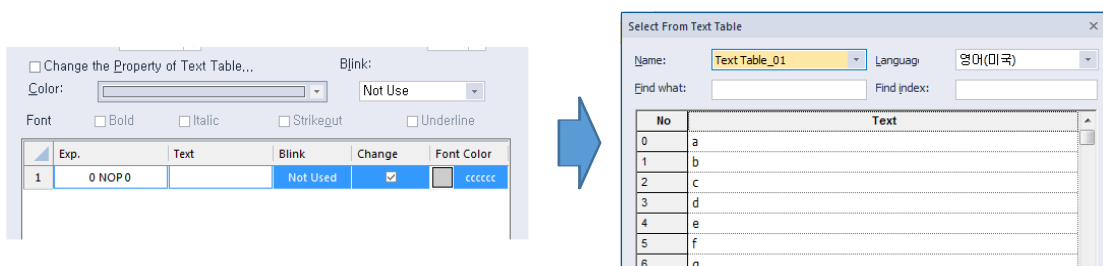 Change the Property of Text Table,,,
Blink:
Color:
Not Use
Font
Bold
Italic
Strikeout
Underline
Exp.
Text
Blink
Change
Font Color
1
0 NOP 0
Not Used
cccccc
Select From Text Table
Name:
Text Table_01
Languag
영어(미국)
Find what:
Find index:
No
Text
0
a
1
b
2
c
3
d
4
e
5
f
6